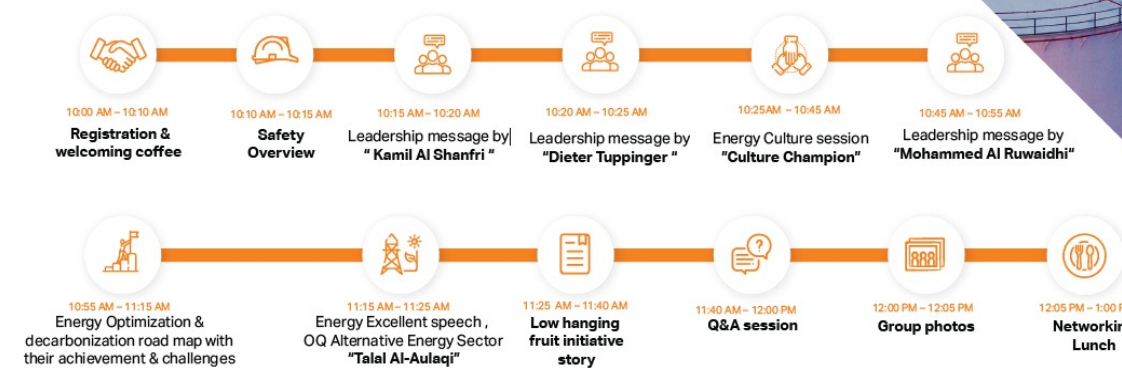 10:00 AM – 10:10 AM
Registration &
welcoming coffee
10:10 AM – 10:15 AM
Safety
Overview
10:15 AM – 10:20 AM
Leadership message by
" Kamil Al Shanfri "
10:20 AM – 10:25 AM
Leadership message by
"Dieter Tuppinger "
10:25AM – 10:45 AM
Energy Culture session
"Culture Champion"
10:45 AM – 10:55 AM
Leadership message by
"Mohammed Al Ruwaidhi"
10:55 AM – 11:15 AM
Energy Optimization &
decarbonization road map with
their achievement & challenges
11:15 AM – 11:25 AM
Energy Excellent speech ,
OQ Alternative Energy Sector
"Talal Al-Aulaqi"
11:25 AM – 11:40 AM
Low hanging
fruit initiative
story
11:40 AM – 12:00 PM
Q&A session
12:00 PM – 12:05 PM
Group photos
12:05 PM – 1:00
Lunch